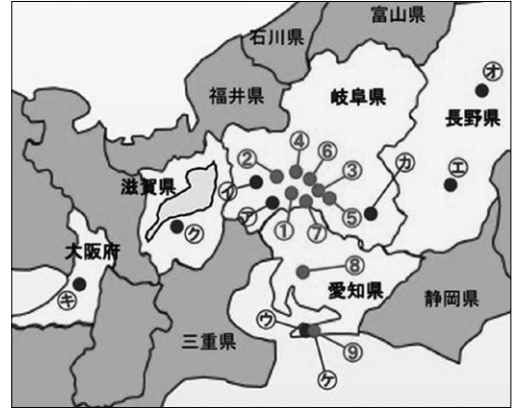 富山県
石川県
オ
福井県
岐阜県
長野県
④
⑥
②
③
カ
エ
滋賀県
イ
ア
⑤
ク
①
⑦
大阪府
⑧
キ
愛知県
静岡県
ウ
三重県
⑨
ケ